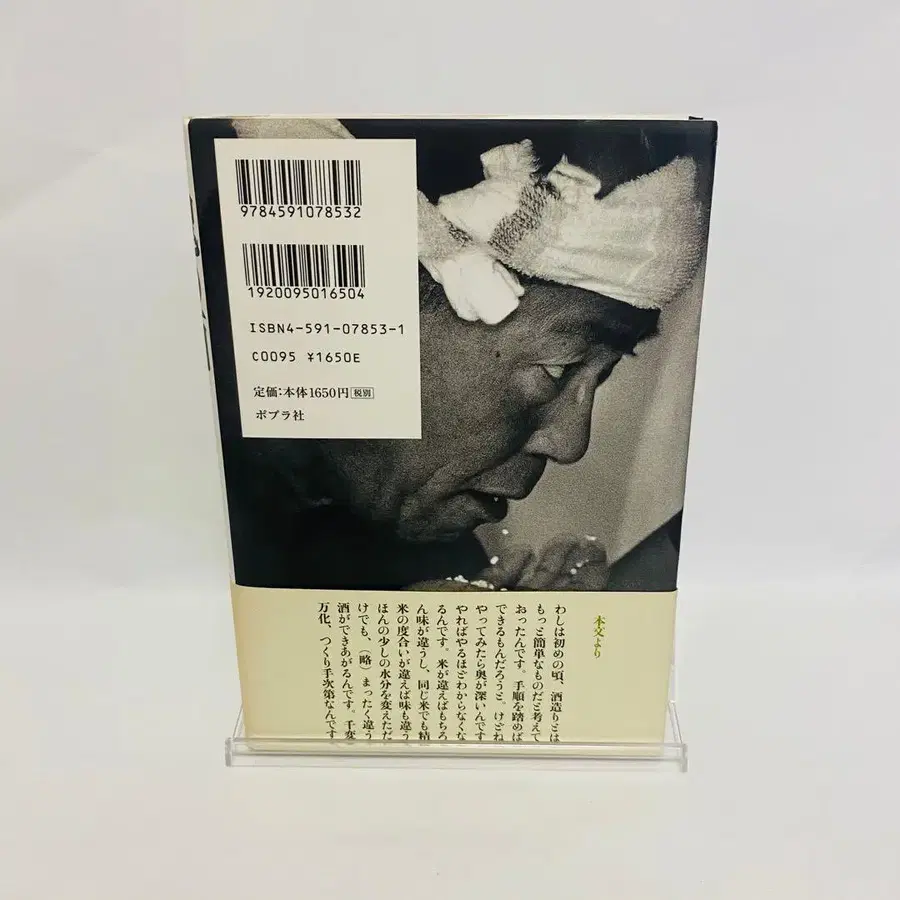 9784591078532
1920095016504
ISBN4-591-07853-1
C0095 ¥1650E
定価：本体1650円 税別
ポプラ社
本文より
わしは初めの頃、酒造りとは
もっと簡単なものだと考えて
おったんです。手順を踏めば
できるもんだろうと。けどね
やってみたら奥が深いんです
やればやるほどわからなくな
るんです。米が違えばもちろ
ん味が違うし、同じ米でも精
米の度合いが違えば味も違う
ほんの少しの水分を変えただ
けでも、（略）まったく違う
酒ができあがるんです。千変
万化、つくり手次第なんです